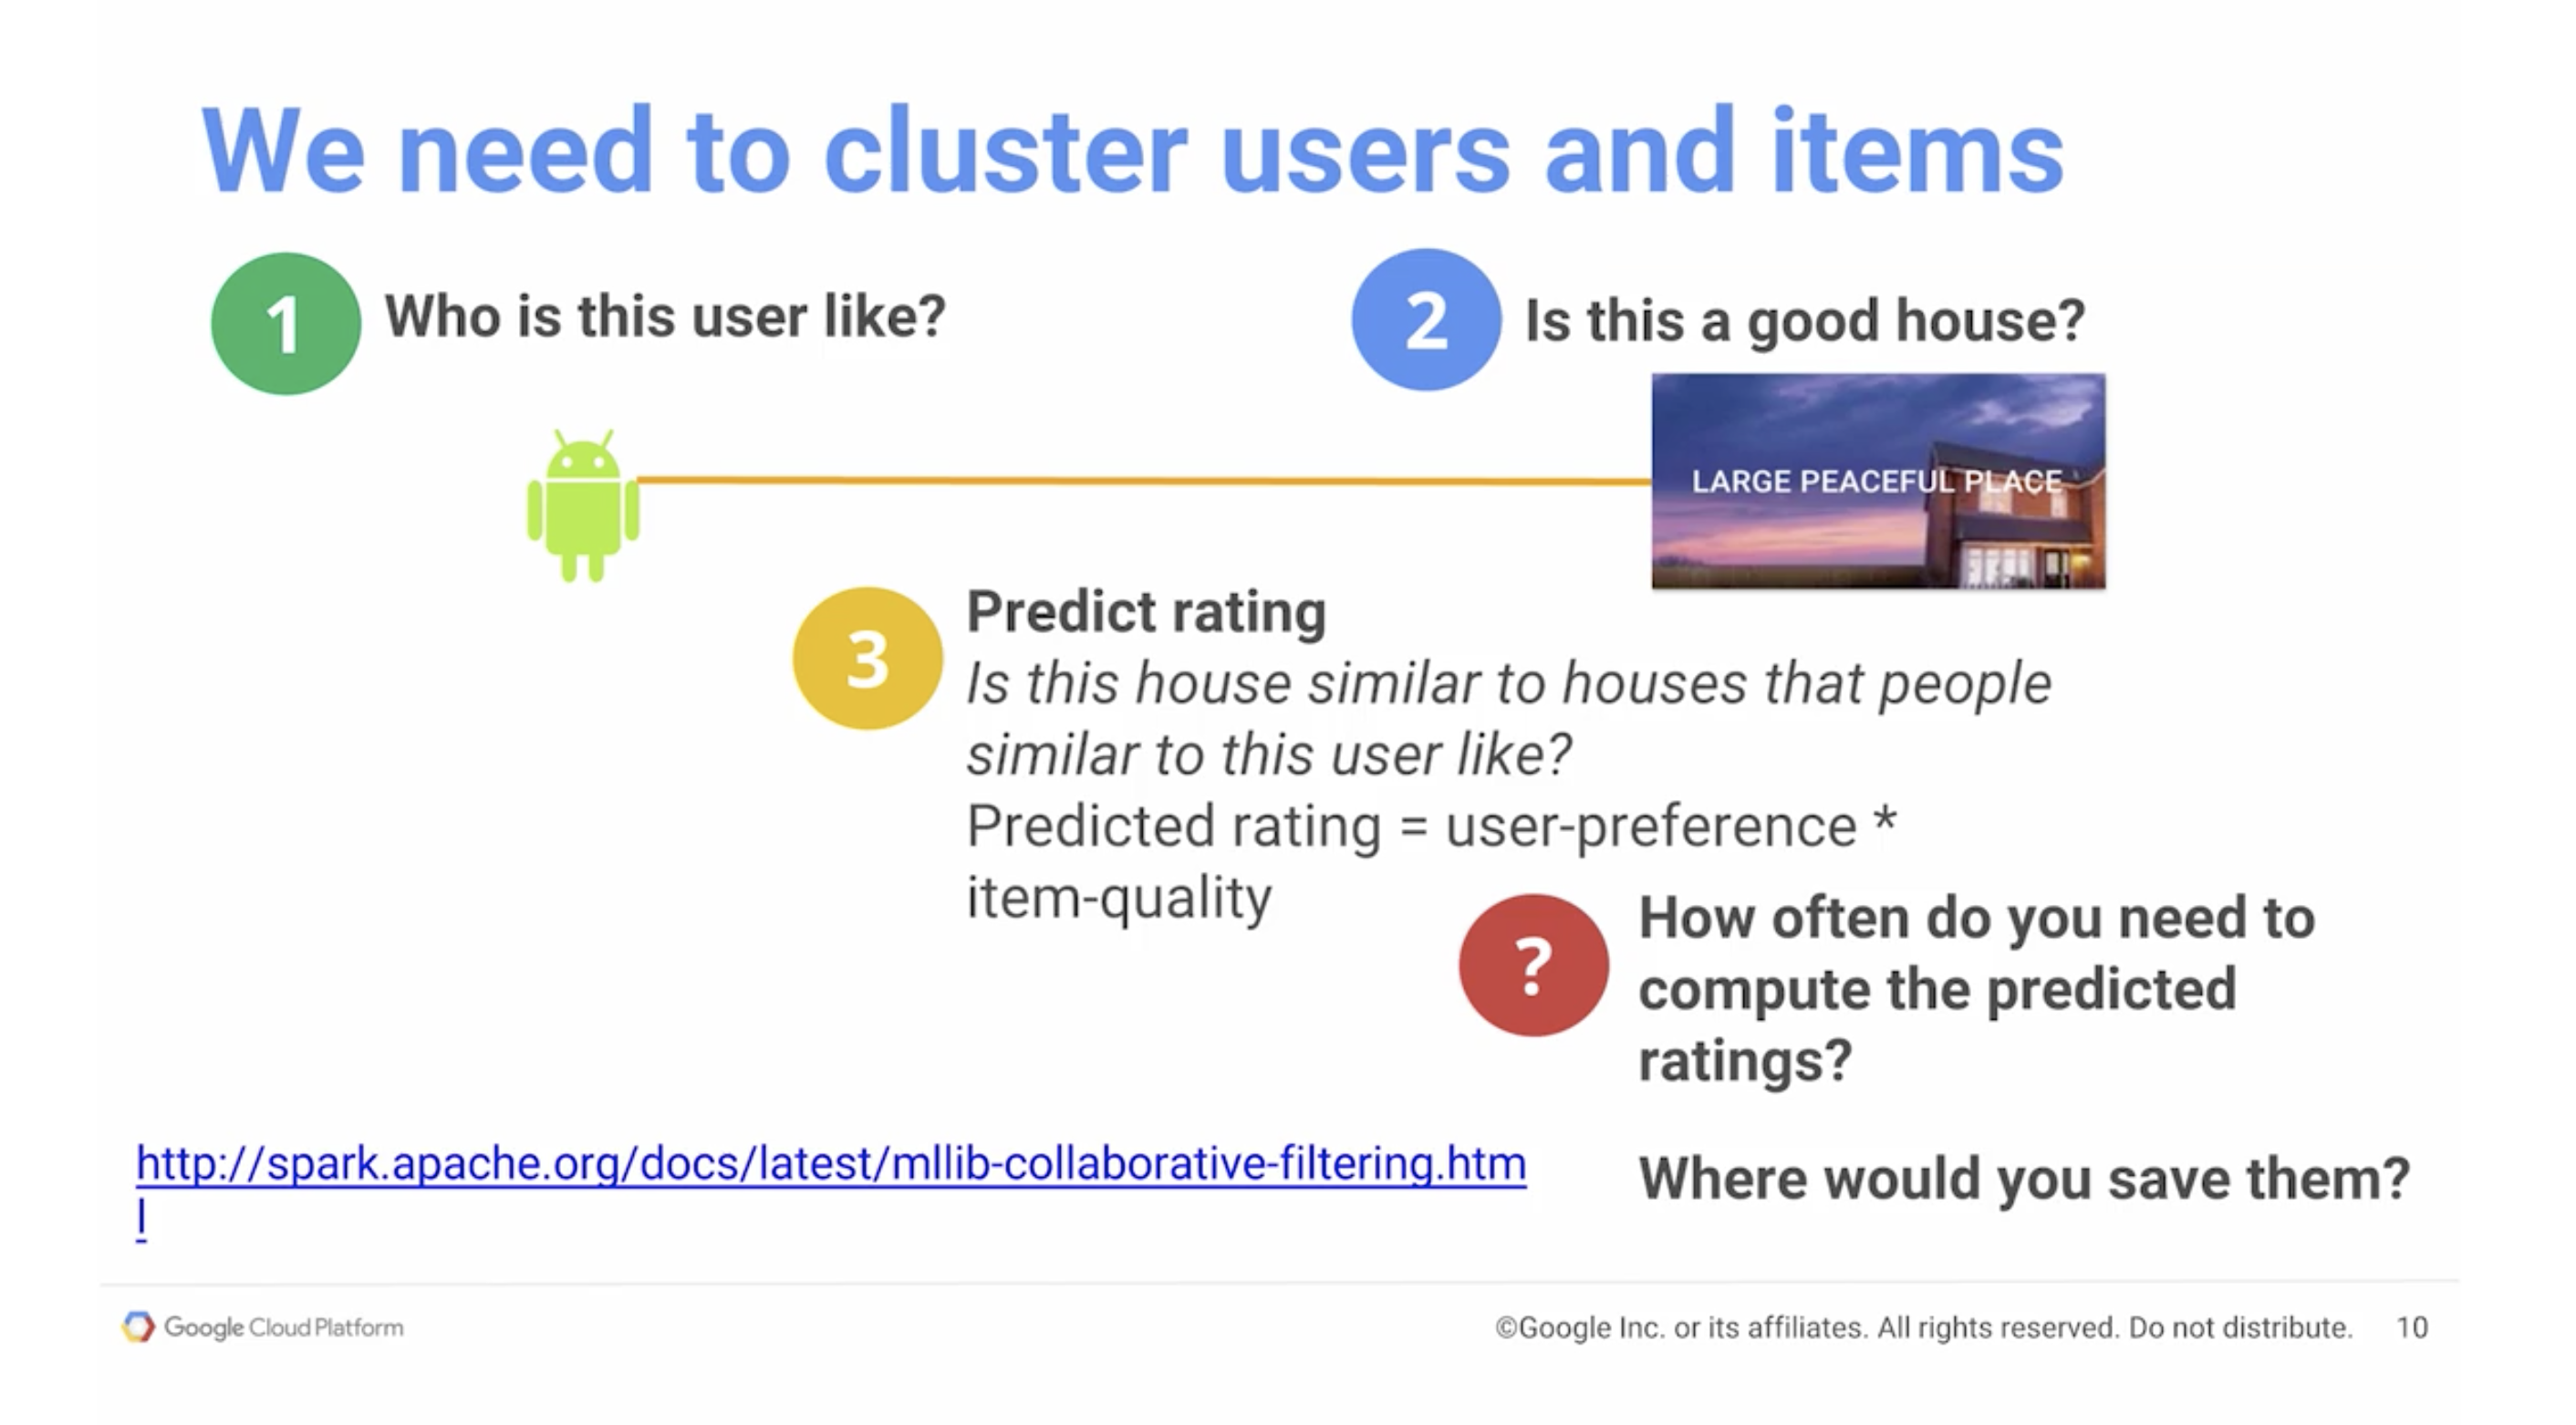 We need to cluster users and items
1 Who is this user like?
2 Is this a good house?
LARGE PEACEFUL PLACE
3 Predict rating
Is this house similar to houses that people
similar to this user like?
Predicted rating = user-preference *
item-quality
? How often do you need to
compute the predicted
ratings?
Where would you save them?
http://spark.apache.org/docs/latest/mllib-collaborative-filtering.htm
l
Google Cloud Platform
©Google Inc. or its affiliates. All rights reserved. Do not distribute. 10